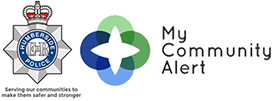 HUMBERSIDE
POLICE
Serving our communities to
make them safer and stronger
My
Community
Alert